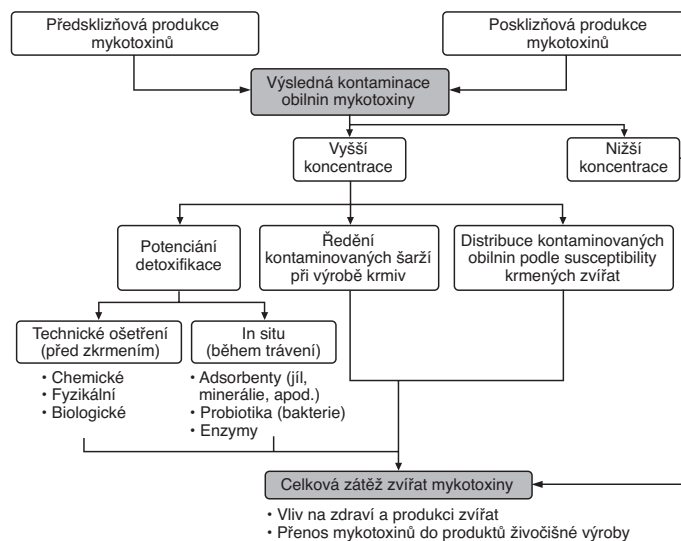 Předsklizňová produkce
mykotoxinů
Posklizňová produkce
mykotoxinů
Výsledná kontaminace
obilnin mykotoxiny
Vyšší
koncentrace
Nižší
koncentrace
Potenciání
detoxifikace
Ředění
kontaminovaných šarží
při výrobě krmiv
Distribuce kontaminovaných
obilnin podle susceptibility
krmených zvířat
Technické ošetření
(před zkrmením)
• Chemické
• Fyzikální
• Biologické
In situ
(během trávení)
• Adsorbenty (jíl,
minerálie, apod.)
• Probiotika (bakterie)
• Enzymy
Celková zátěž zvířat mykotoxiny
• Vliv na zdraví a produkci zvířat
• Přenos mykotoxinů do produktů živočišné výroby